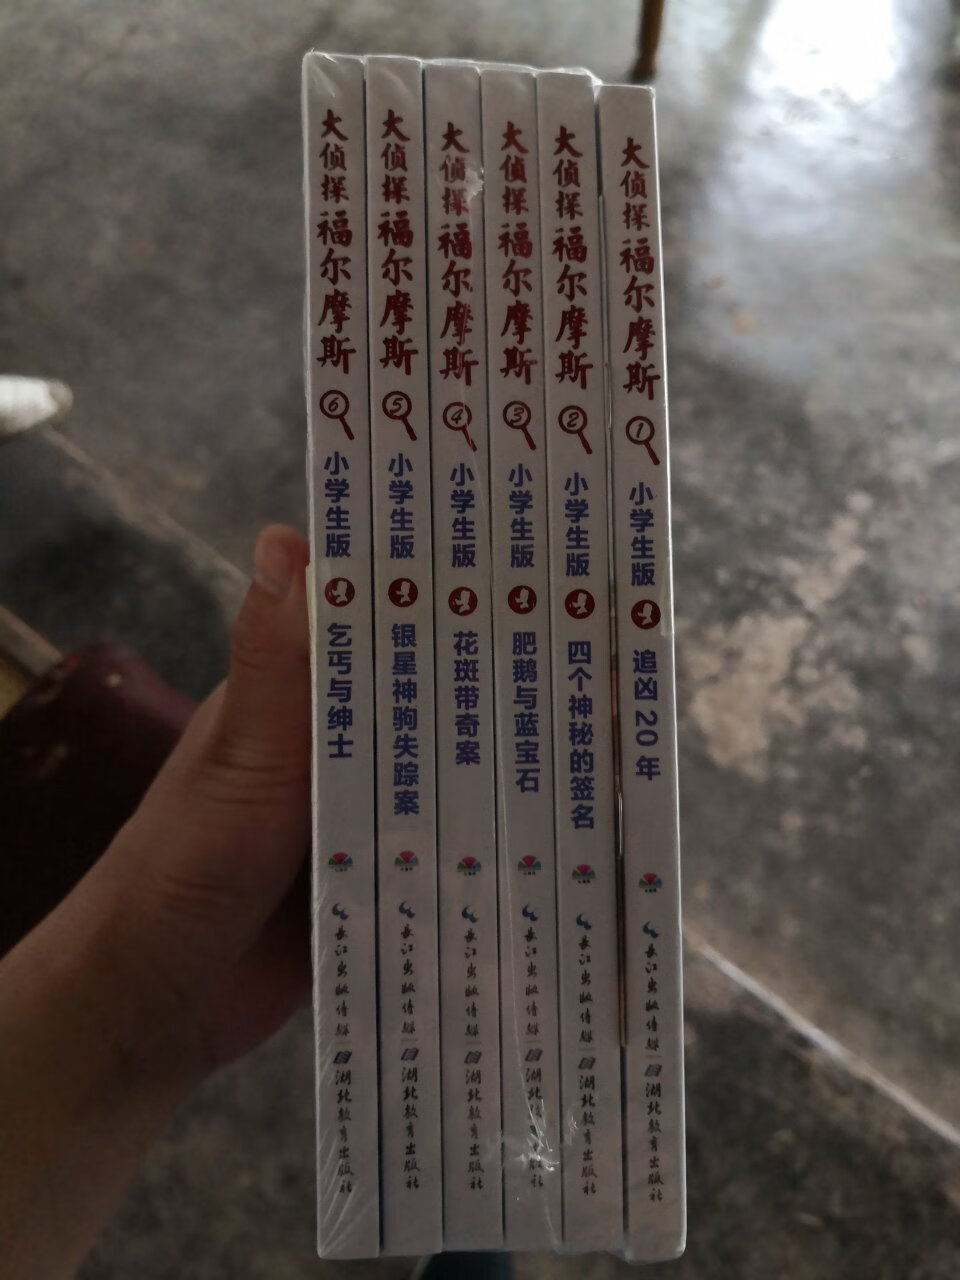 大侦探福尔摩斯 6 小学生版 乞丐与绅士 长江出版传媒 湖北教育出版社
大侦探福尔摩斯 5 小学生版 银星神驹失踪案 长江出版传媒 湖北教育出版社
大侦探福尔摩斯 4 小学生版 花斑带奇案 长江出版传媒 湖北教育出版社
大侦探福尔摩斯 3 小学生版 肥鹅与蓝宝石 长江出版传媒 湖北教育出版社
大侦探福尔摩斯 2 小学生版 四个神秘的签名 长江出版传媒 湖北教育出版社
大侦探福尔摩斯 1 小学生版 追凶20年 长江出版传媒 湖北教育出版社